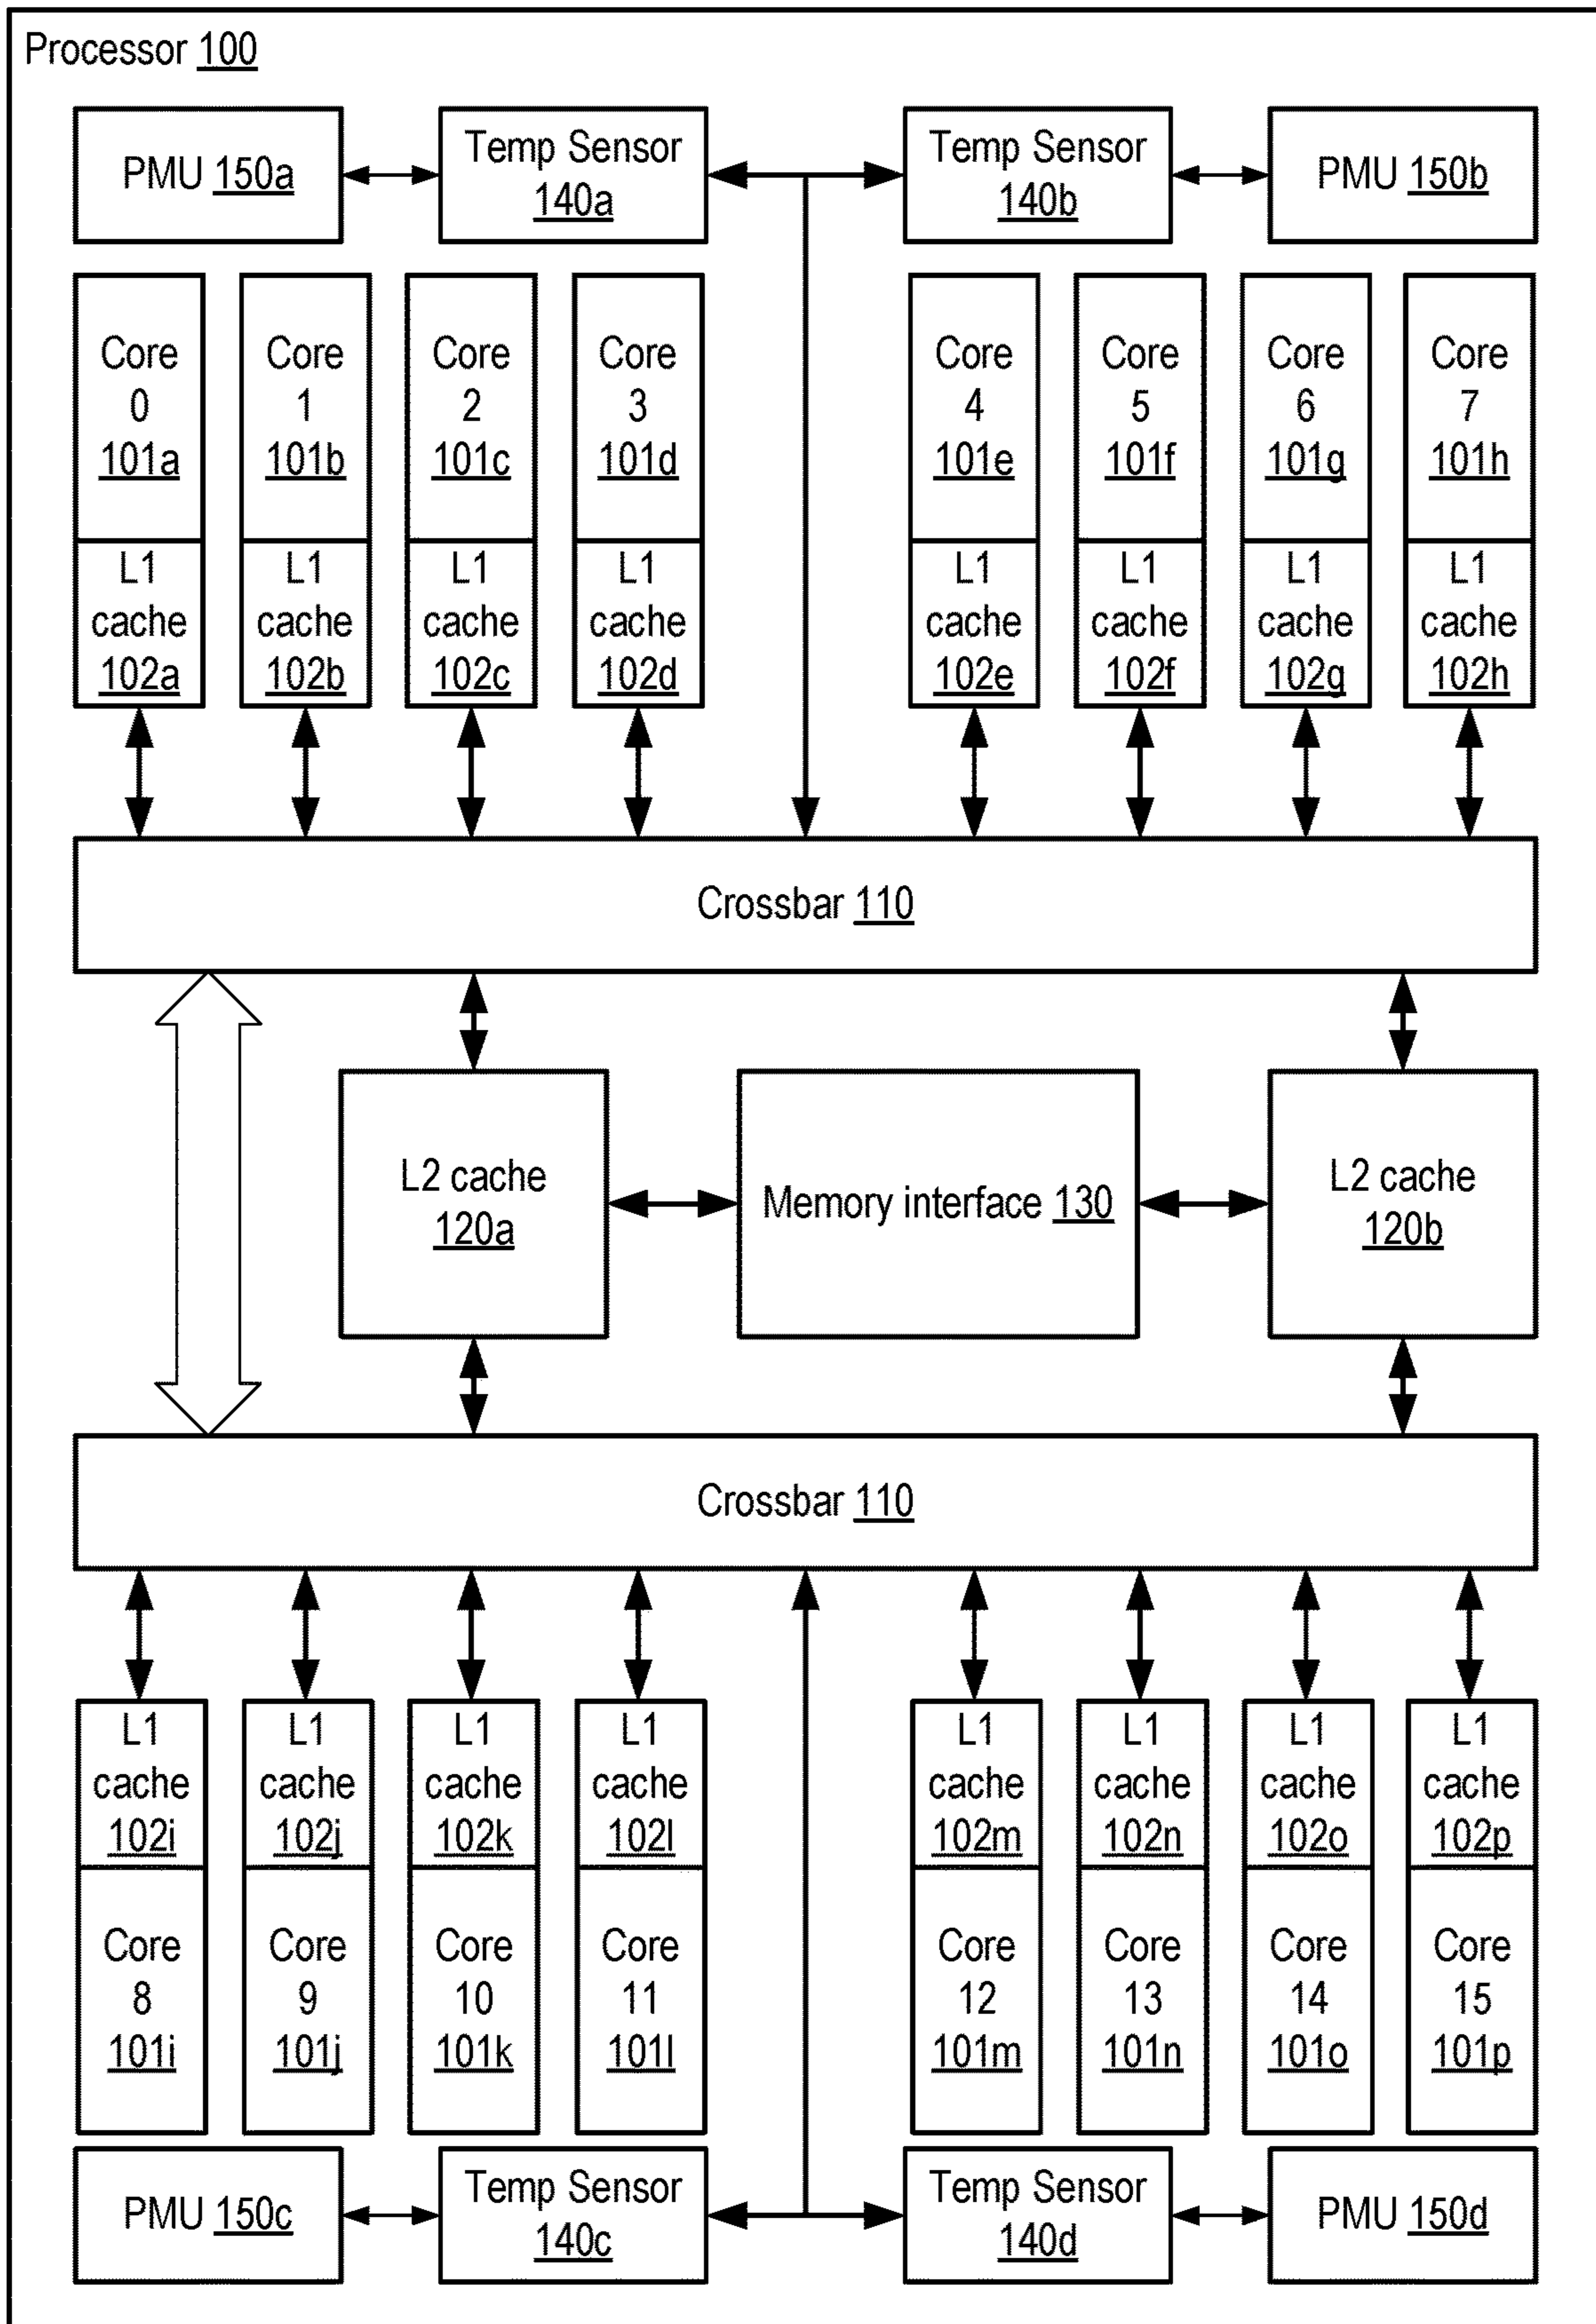 Processor 100
PMU 150a
Temp Sensor
140a
Temp Sensor
140b
PMU 150b
Core
0
101a
L1
cache
102a
Core
1
101b
L1
cache
102b
Core
2
101c
L1
cache
102c
Core
3
101d
L1
cache
102d
Core
4
101e
L1
cache
102e
Core
5
101f
L1
cache
102f
Core
6
101g
L1
cache
102g
Core
7
101h
L1
cache
102h
Crossbar 110
L2 cache
120a
Memory interface 130
L2 cache
120b
Crossbar 110
L1
cache
102i
Core
8
101i
L1
cache
102j
Core
9
101j
L1
cache
102k
Core
10
101k
L1
cache
102l
Core
11
101l
L1
cache
102m
Core
12
101m
L1
cache
102n
Core
13
101n
L1
cache
102o
Core
14
101o
L1
cache
102p
Core
15
101p
PMU 150c
Temp Sensor
140c
Temp Sensor
140d
PMU 150d